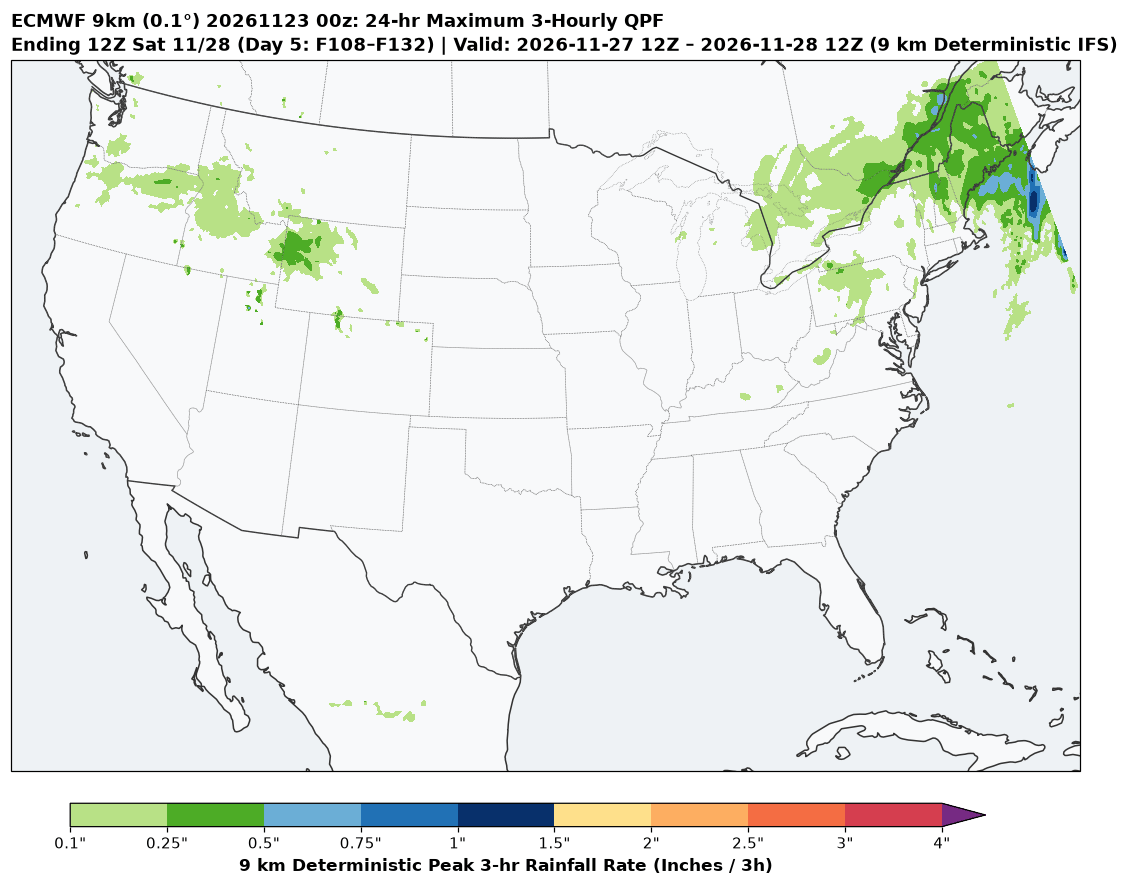 ECMWF 9km (0.1°) 20261123 00z: 24-hr Maximum 3-Hourly QPF
Ending 12Z Sat 11/28 (Day 5: F108–F132) | Valid: 2026-11-27 12Z – 2026-11-28 12Z (9 km Deterministic IFS)
0.1" 0.25" 0.5" 0.75" 1" 1.5" 2" 2.5" 3" 4"
9 km Deterministic Peak 3-hr Rainfall Rate (Inches / 3h)